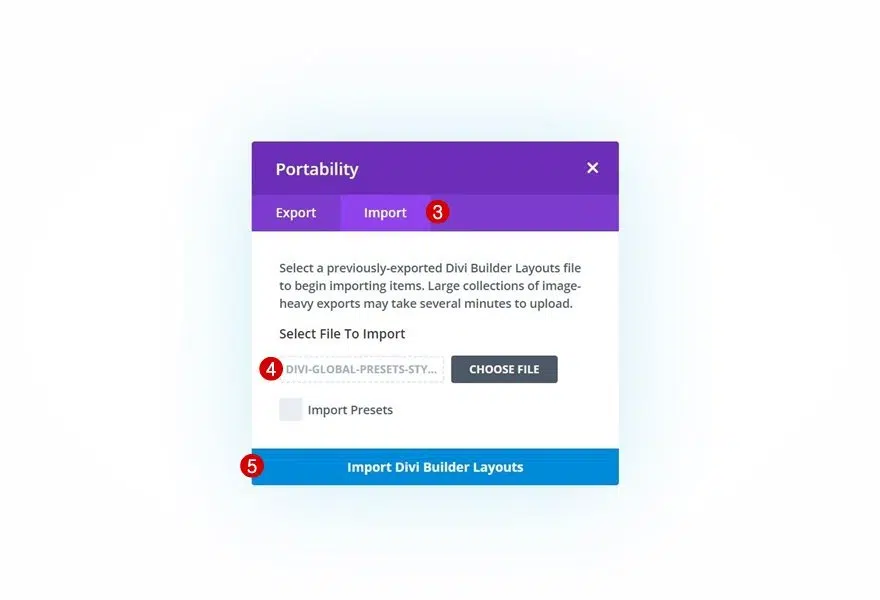 Portability ×
Export Import 3
Select a previously-exported Divi Builder Layouts file
to begin importing items. Large collections of image-
heavy exports may take several minutes to upload.
Select File To Import
4 DIVI-GLOBAL-PRESETS-STY... CHOOSE FILE
Import Presets
5 Import Divi Builder Layouts